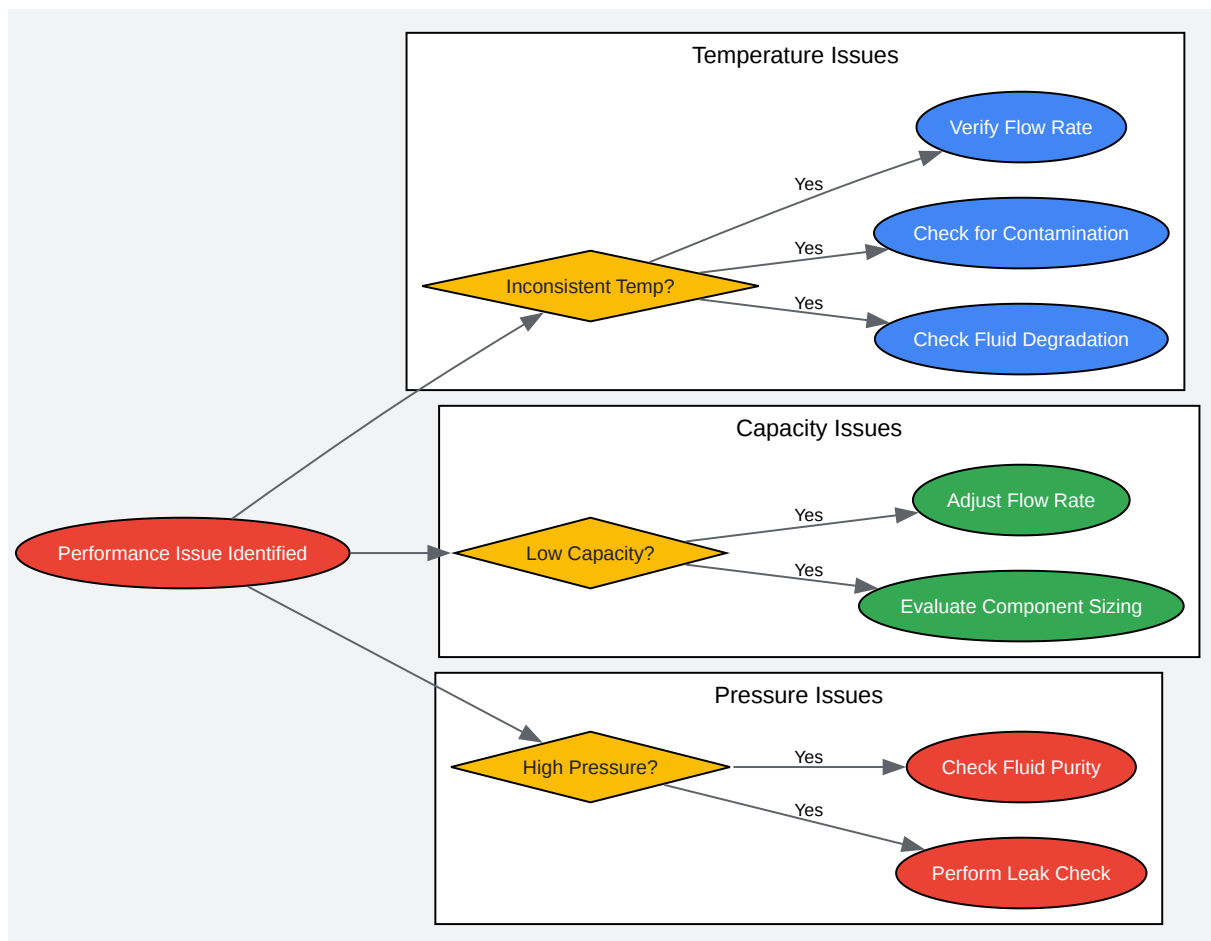 Temperature Issues
Verify Flow Rate
Yes
Check for Contamination
Yes
Inconsistent Temp?
Yes
Check Fluid Degradation
Capacity Issues
Adjust Flow Rate
Yes
Performance Issue Identified
Low Capacity?
Yes
Evaluate Component Sizing
Pressure Issues
Yes
High Pressure?
Check Fluid Purity
Yes
Perform Leak Check